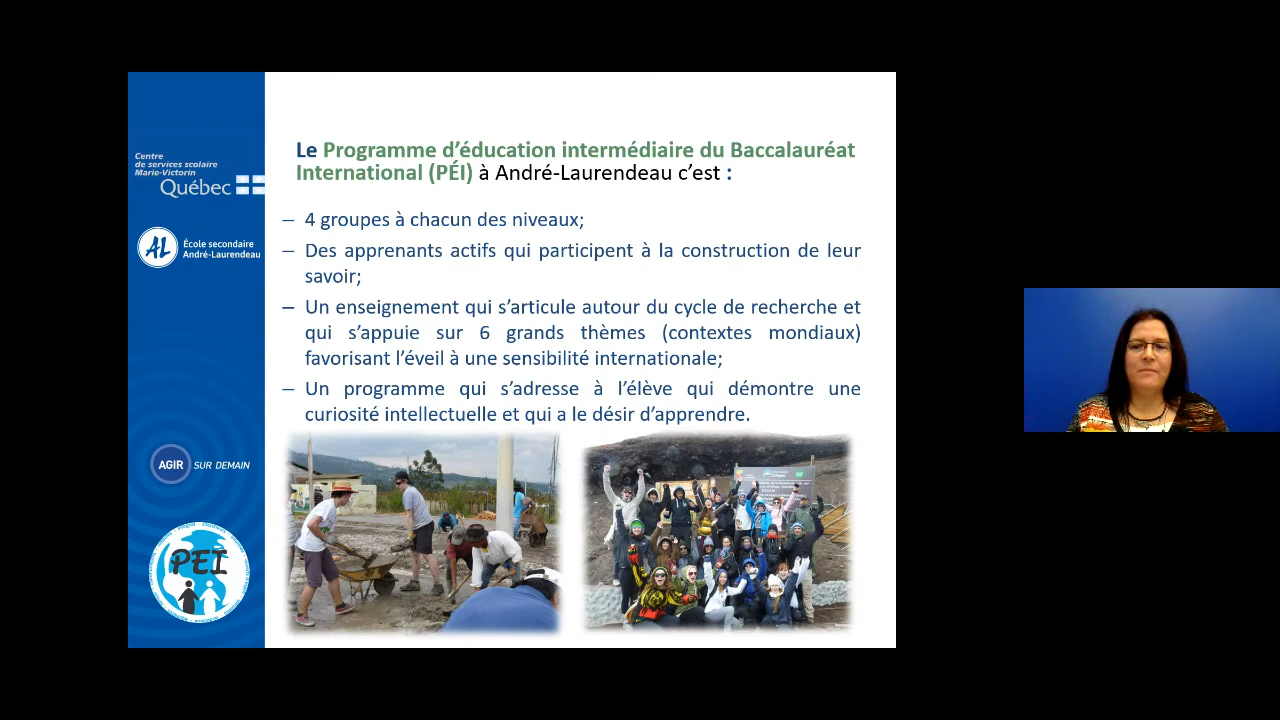 Centre
de services scolaire
Marie-Victorin
Québec
AL
École secondaire
André-Laurendeau
AGIR SUR DEMAIN
PEI
Le Programme d’éducation intermédiaire du Baccalauréat
International (PÉI) à André-Laurendeau c’est :
– 4 groupes à chacun des niveaux;
– Des apprenants actifs qui participent à la construction de leur
savoir;
– Un enseignement qui s’articule autour du cycle de recherche et
qui s’appuie sur 6 grands thèmes (contextes mondiaux)
favorisant l’éveil à une sensibilité internationale;
– Un programme qui s’adresse à l’élève qui démontre une
curiosité intellectuelle et qui a le désir d’apprendre.